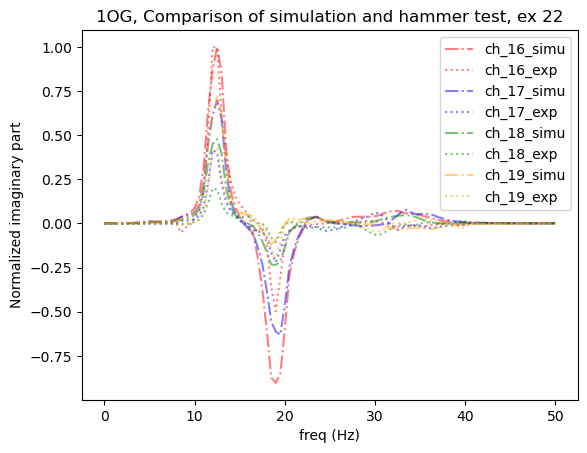 1OG, Comparison of simulation and hammer test, ex 22
1.00
0.75
0.50
0.25
0.00
−0.25
−0.50
−0.75
Normalized imaginary part
ch_16_simu
ch_16_exp
ch_17_simu
ch_17_exp
ch_18_simu
ch_18_exp
ch_19_simu
ch_19_exp
0 10 20 30 40 50
freq (Hz)